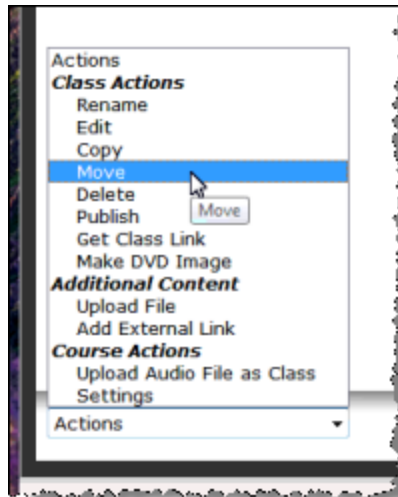 Actions
Class Actions
Rename
Edit
Copy
Move
Delete
Move
Publish
Get Class Link
Make DVD Image
Additional Content
Upload File
Add External Link
Course Actions
Upload Audio File as Class
Settings
Actions